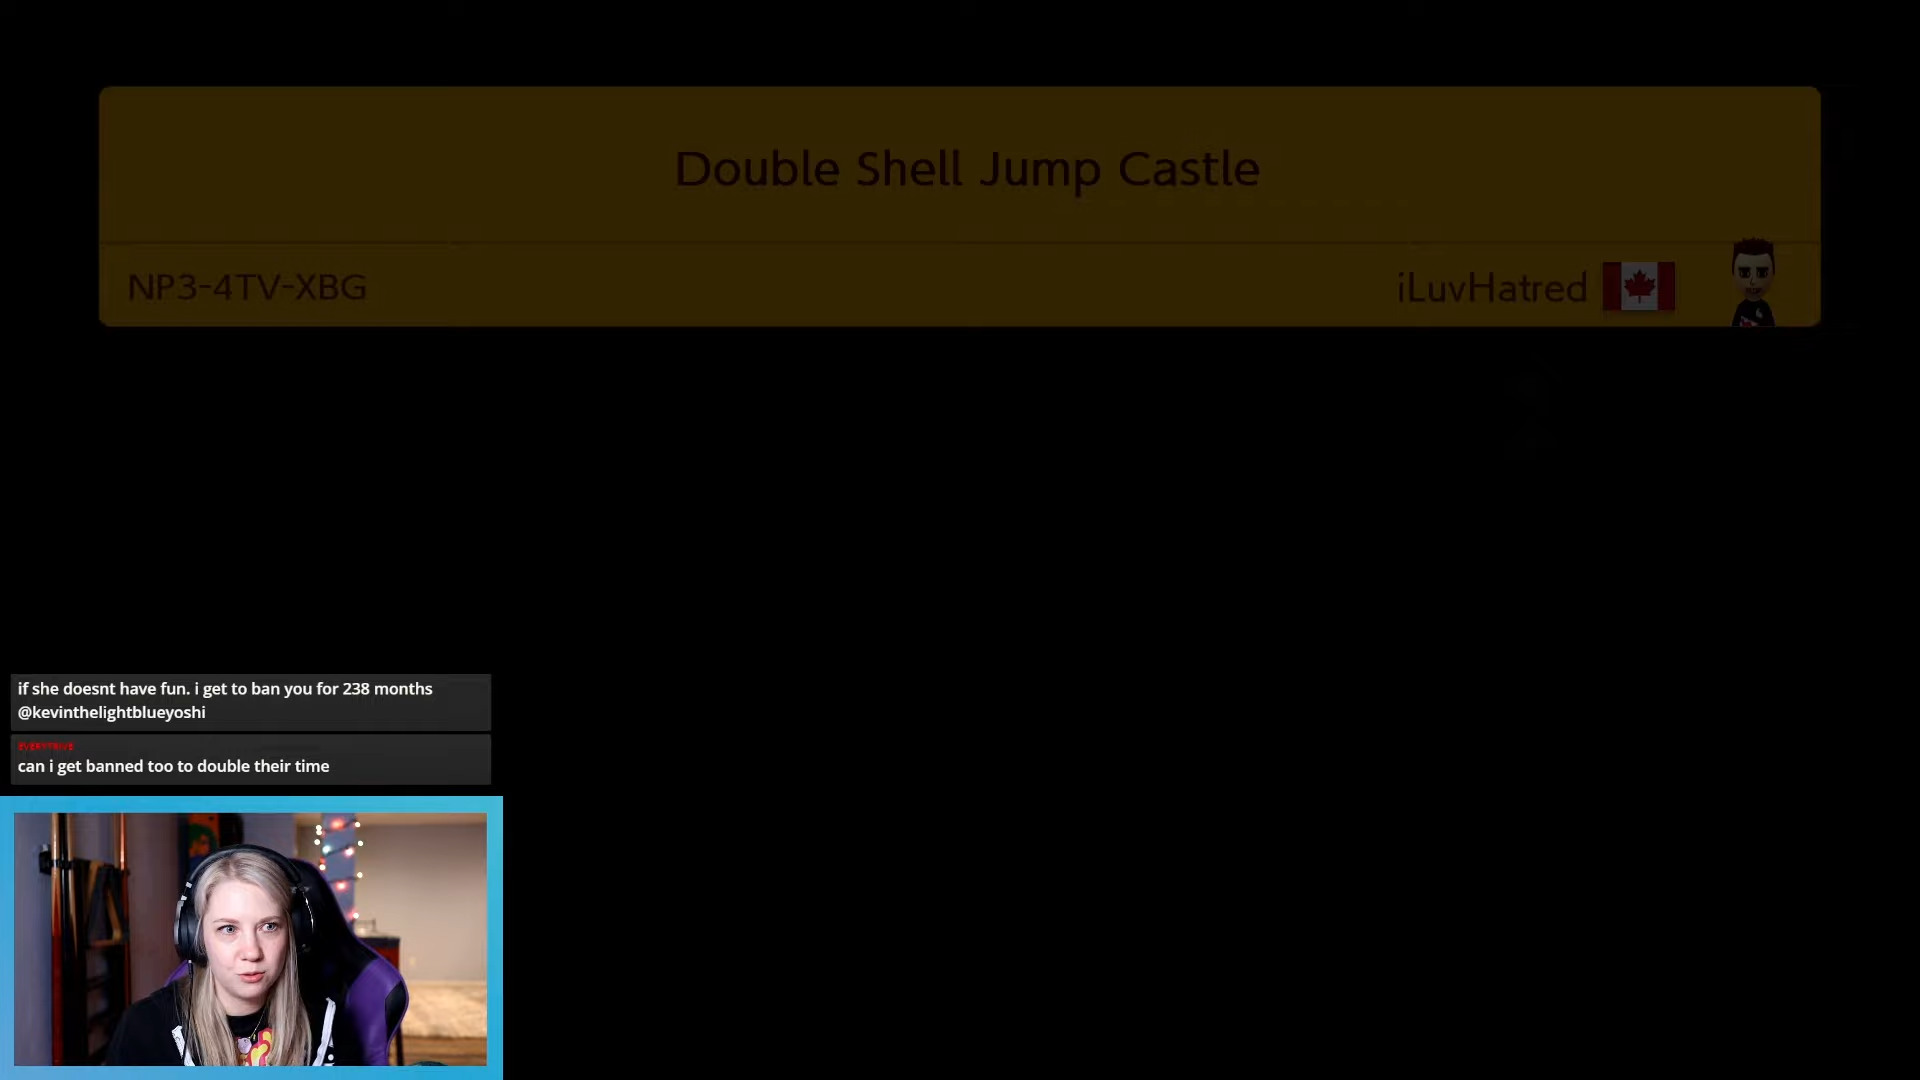 Double Shell Jump Castle
NP3-4TV-XBG
iLuvHatred
if she doesnt have fun. i get to ban you for 238 months
@kevinthelightblueyoshi
can i get banned too to double their time